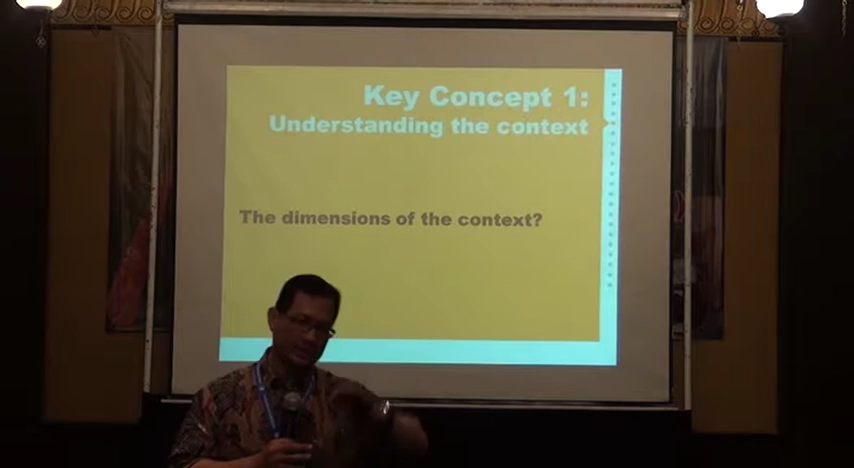 Key Concept 1:
Understanding the context
The dimensions of the context?